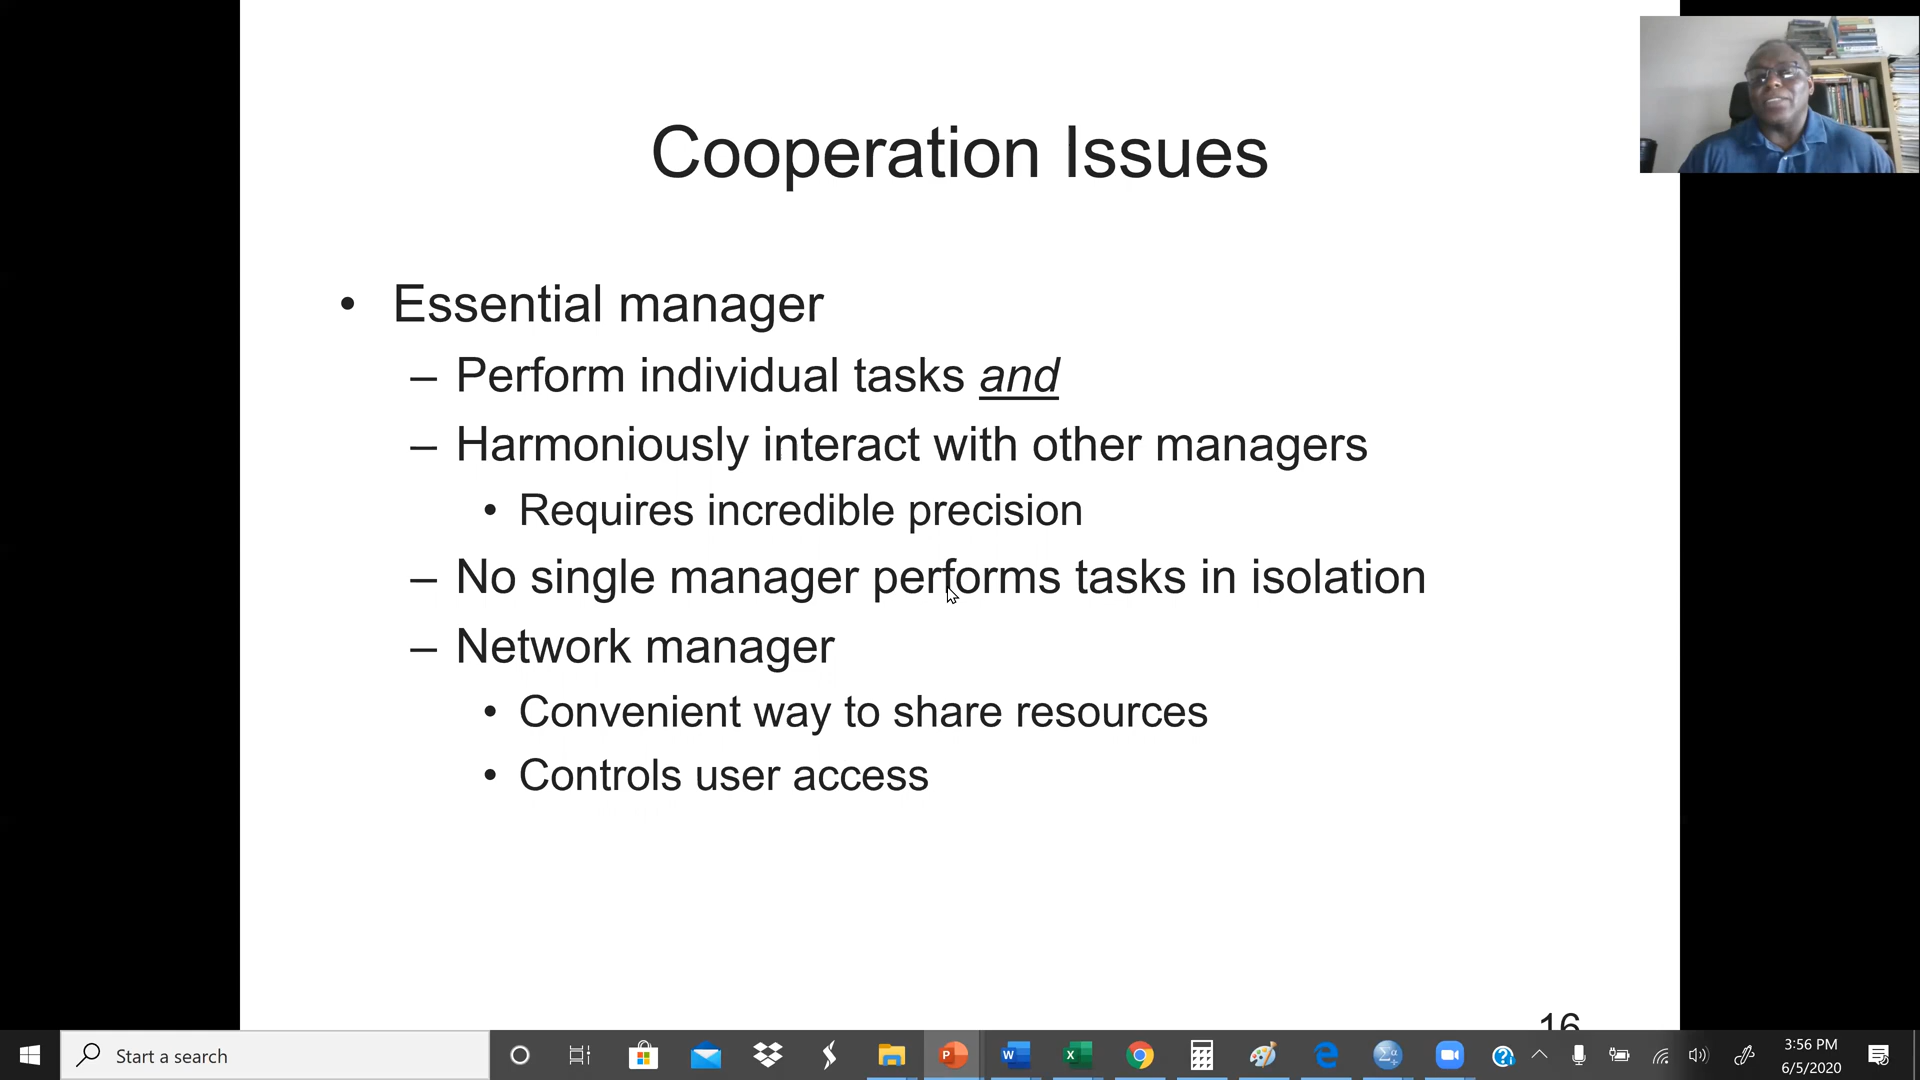 Cooperation Issues
• Essential manager
– Perform individual tasks and
– Harmoniously interact with other managers
• Requires incredible precision
– No single manager performs tasks in isolation
– Network manager
• Convenient way to share resources
• Controls user access
16
Start a search
3:56 PM
6/5/2020